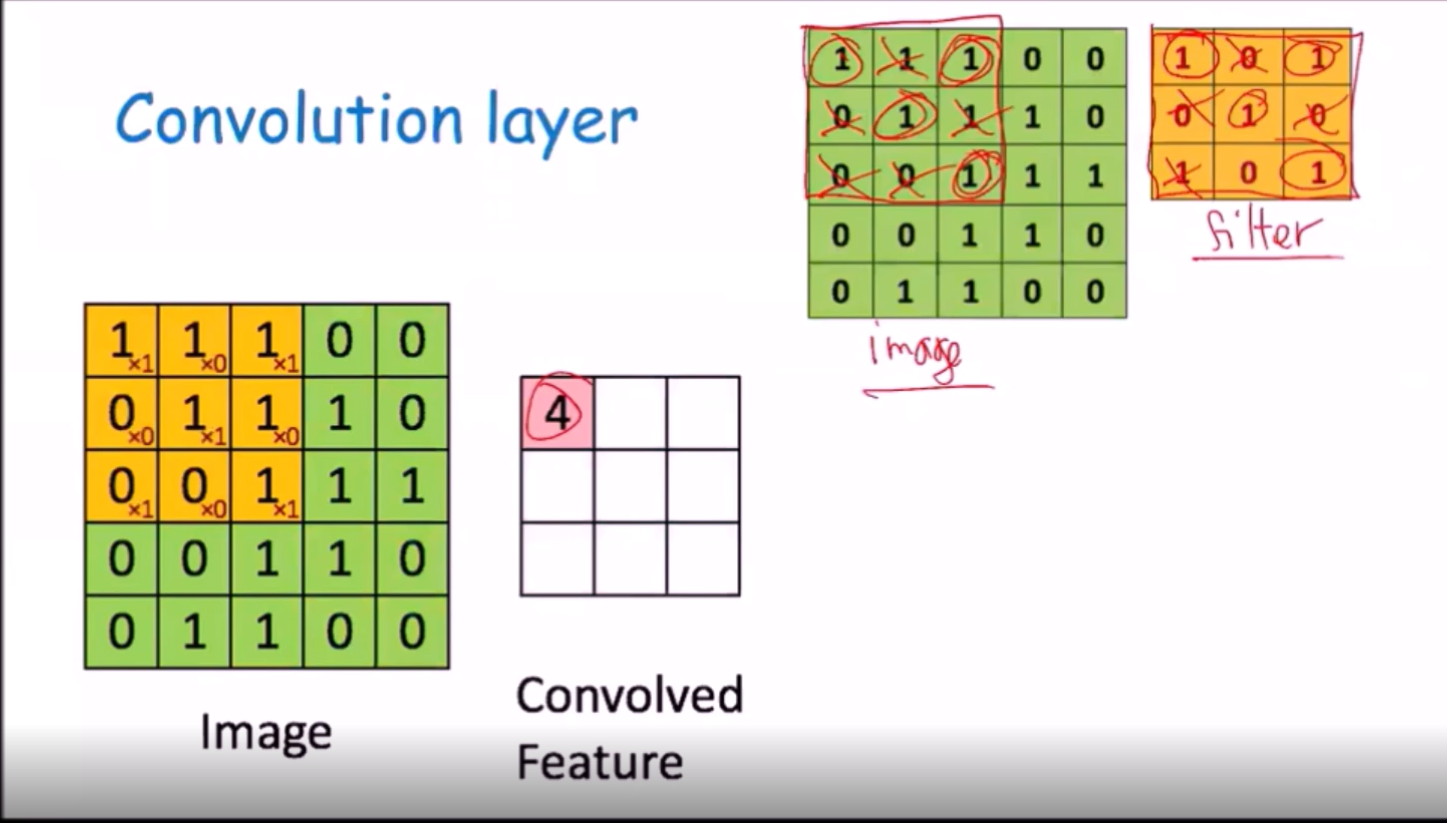 Convolution layer
1 1 1 0 0
0 1 1 1 0
0 0 1 1 1
0 0 1 1 0
0 1 1 0 0
image
1 0 1
0 1 0
1 0 1
filter
1×1 1×0 1×1 0 0
0×0 1×1 1×0 1 0
0×1 0×0 1×1 1 1
0 0 1 1 0
0 1 1 0 0
Image
4
Convolved
Feature